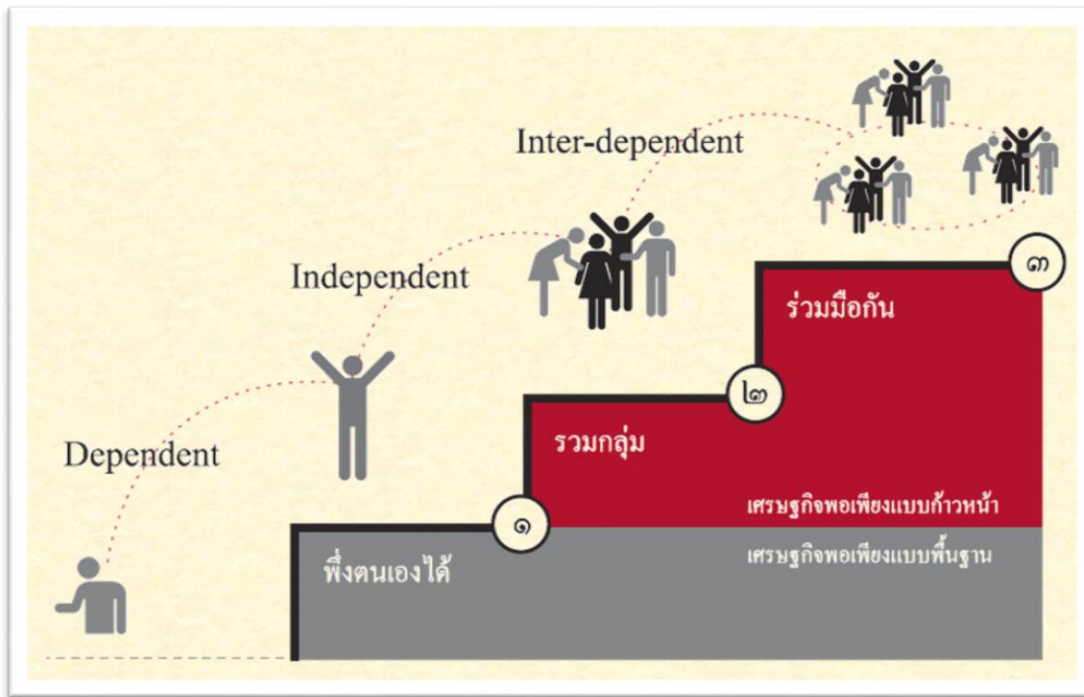 Inter-dependent
Independent
Dependent
๓
ร่วมมือกัน
๒
รวมกลุ่ม
เศรษฐกิจพอเพียงแบบก้าวหน้า
๑
เศรษฐกิจพอเพียงแบบพื้นฐาน
พึ่งตนเองได้